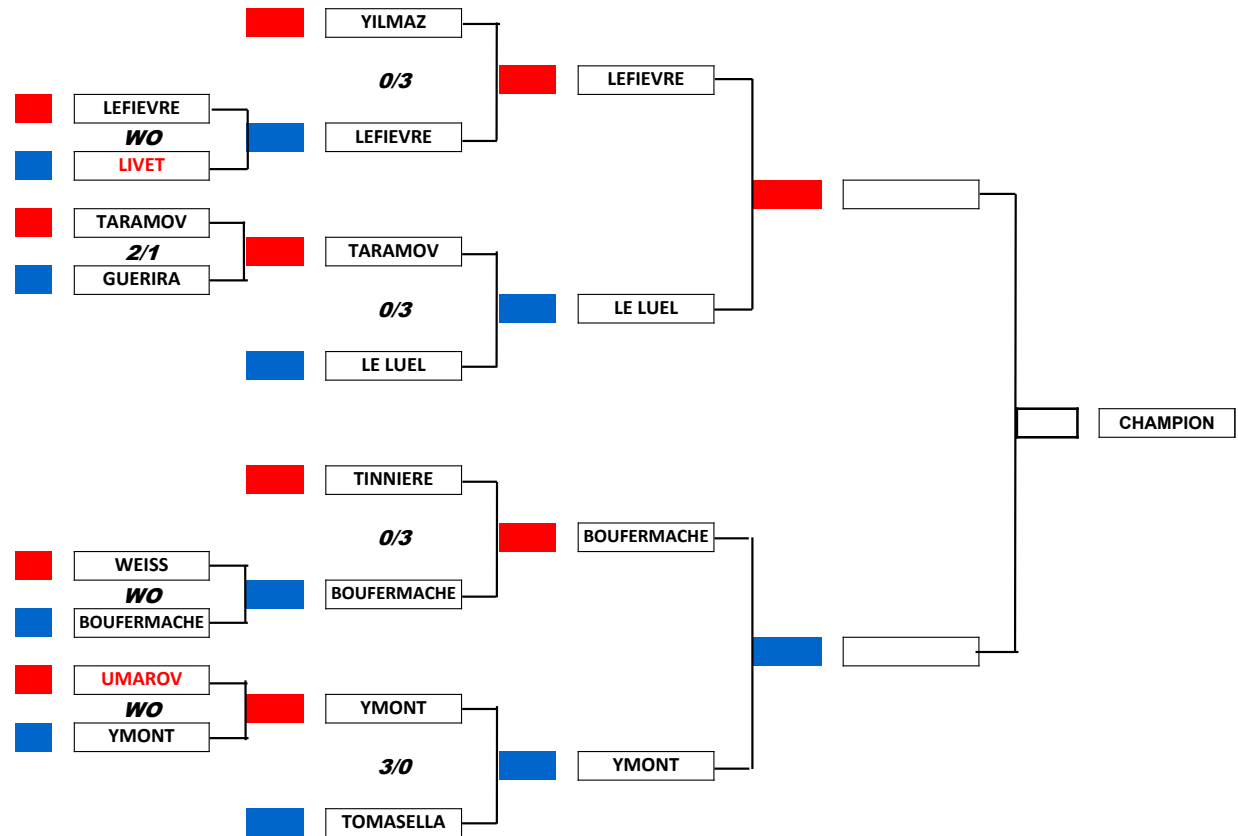 YILMAZ
0/3
LEFIEVRE
LEFIEVRE
WO
LEFIEVRE
LIVET
TARAMOV
2/1
TARAMOV
GUERIRA
0/3
LE LUEL
LE LUEL
CHAMPION
TINNIERE
0/3
BOUFERMACHE
WEISS
WO
BOUFERMACHE
BOUFERMACHE
UMAROV
WO
YMONT
YMONT
3/0
YMONT
TOMASELLA